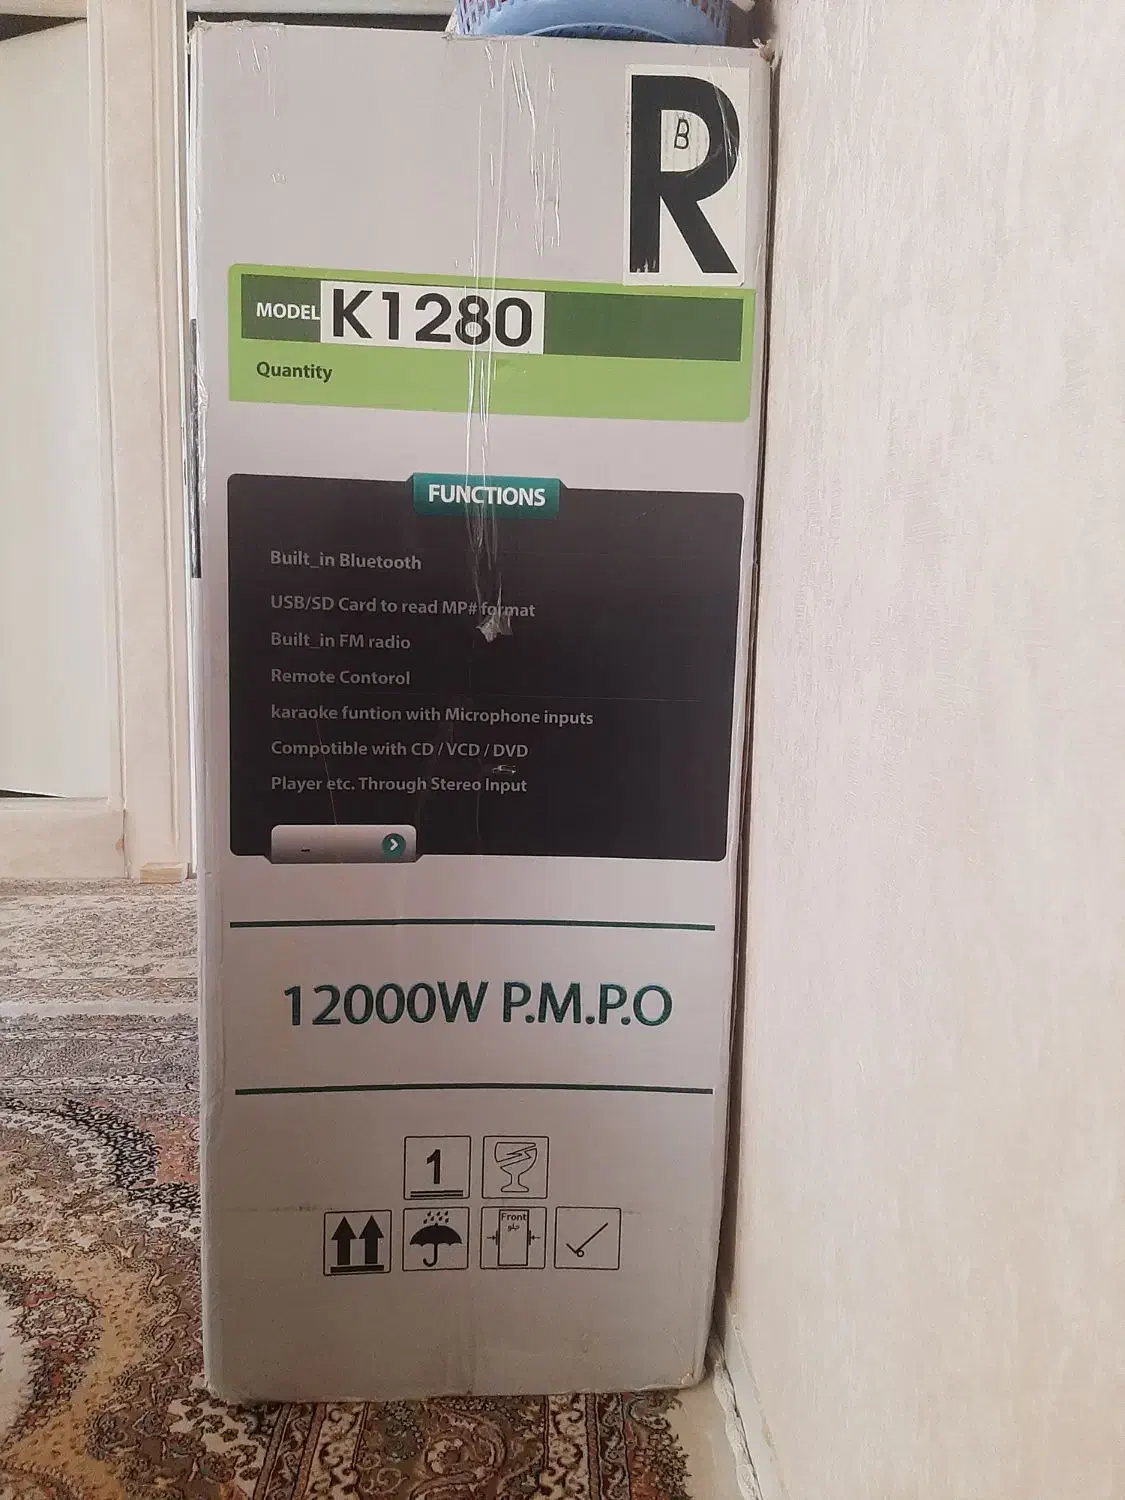 R
B
MODEL K1280
Quantity
FUNCTIONS
Built_in Bluetooth
USB/SD Card to read MP# format
Built_in FM radio
Remote Contorol
karaoke funtion with Microphone inputs
Compotible with CD / VCD / DVD
Player etc. Through Stereo Input
12000W P.M.P.O
1
Front
جلو